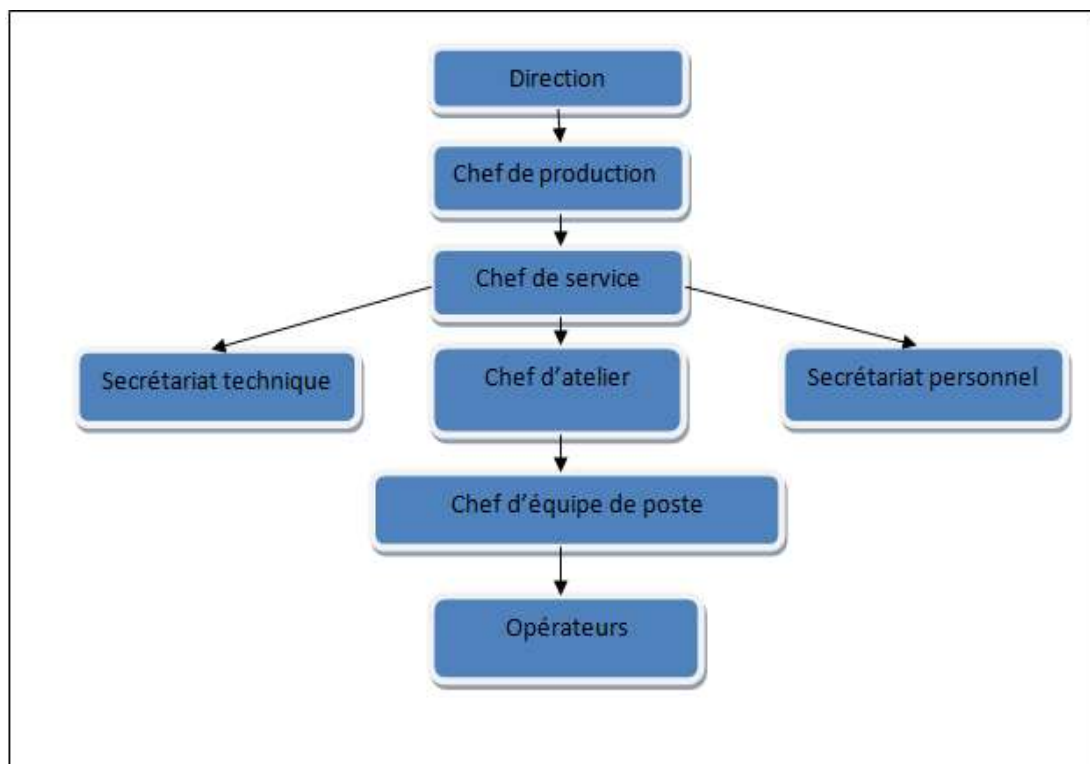 Direction
Chef de production
Chef de service
Secrétariat technique
Chef d’atelier
Secrétariat personnel
Chef d’équipe de poste
Opérateurs